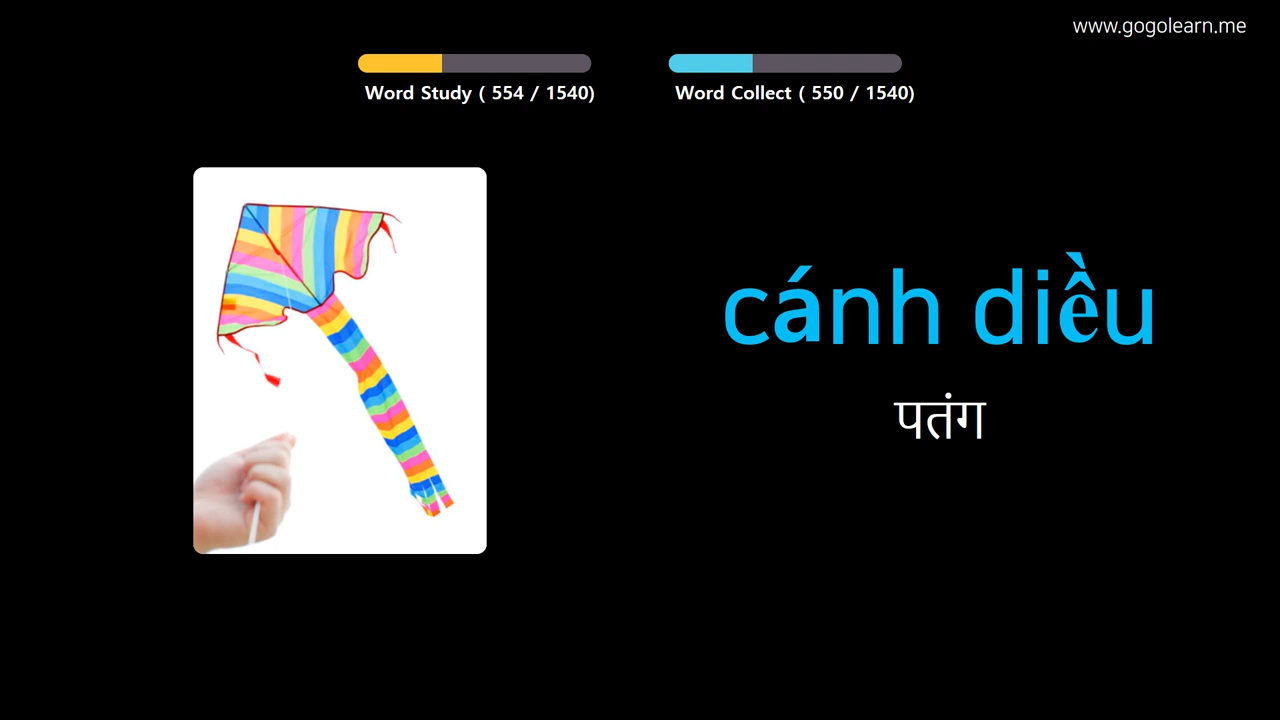 www.gogolearn.me
Word Study ( 554 / 1540)
Word Collect ( 550 / 1540)
cánh diều
पतंग